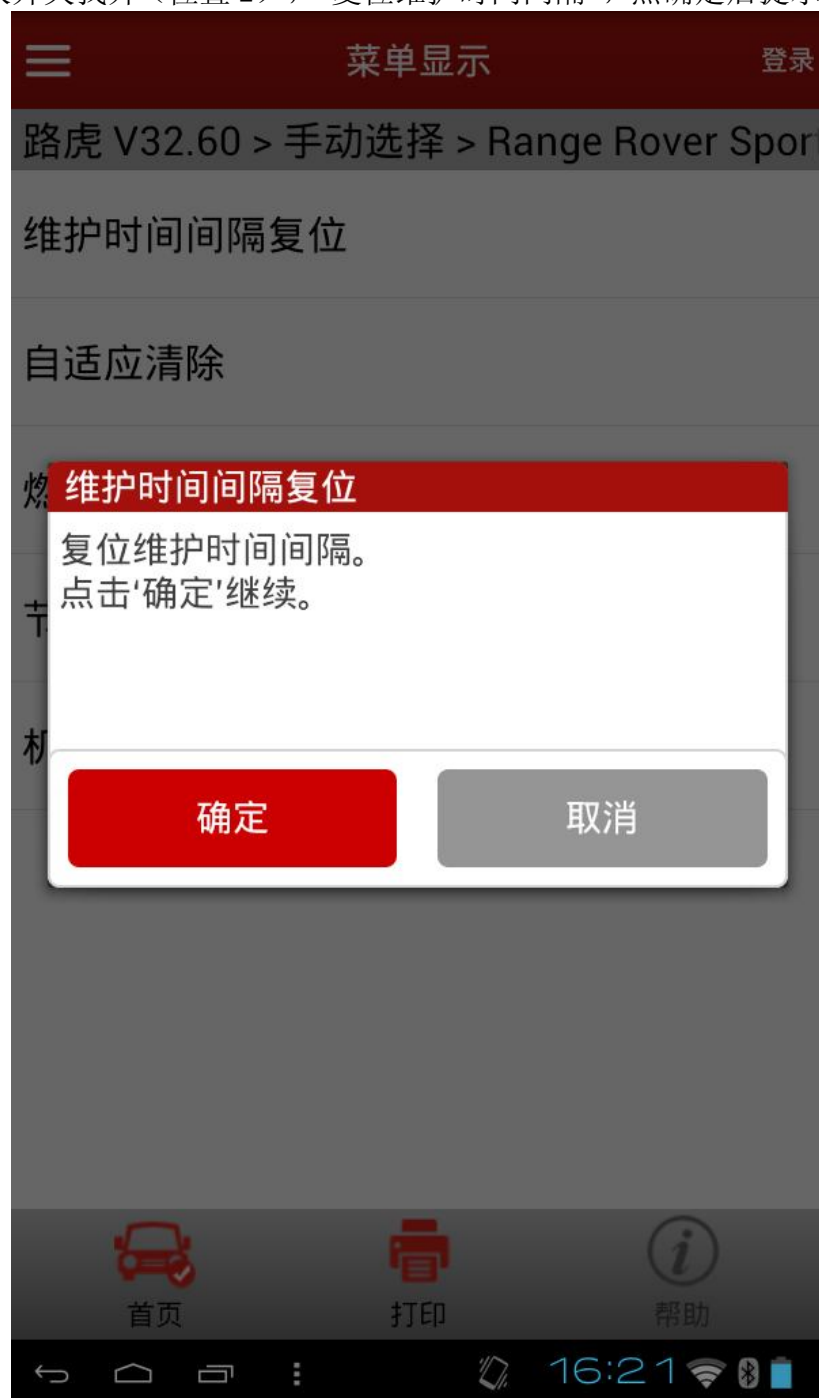 菜单显示
登录
路虎 V32.60 > 手动选择 > Range Rover Spor
维护时间间隔复位
自适应清除
燃
维护时间间隔复位
复位维护时间间隔。
点击‘确定’继续。
节
机
确定
取消
首页
打印
帮助
16:21